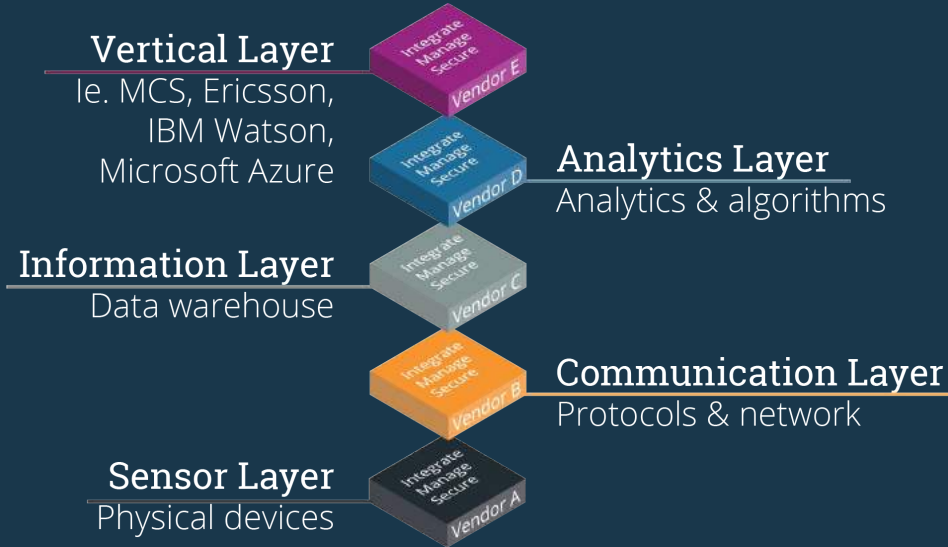 Vertical Layer
Ie. MCS, Ericsson,
IBM Watson,
Microsoft Azure
Integrate
Manage
Secure
Vendor E
Integrate
Manage
Secure
Vendor D
Analytics Layer
Analytics & algorithms
Information Layer
Data warehouse
Integrate
Manage
Secure
Vendor C
Integrate
Manage
Secure
Vendor B
Communication Layer
Protocols & network
Sensor Layer
Physical devices
Integrate
Manage
Secure
Vendor A